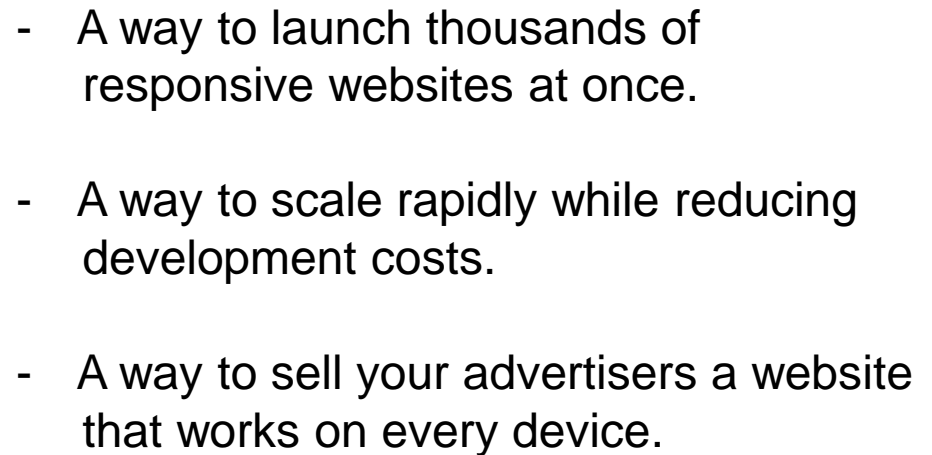 - A way to launch thousands of
responsive websites at once.
- A way to scale rapidly while reducing
development costs.
- A way to sell your advertisers a website
that works on every device.